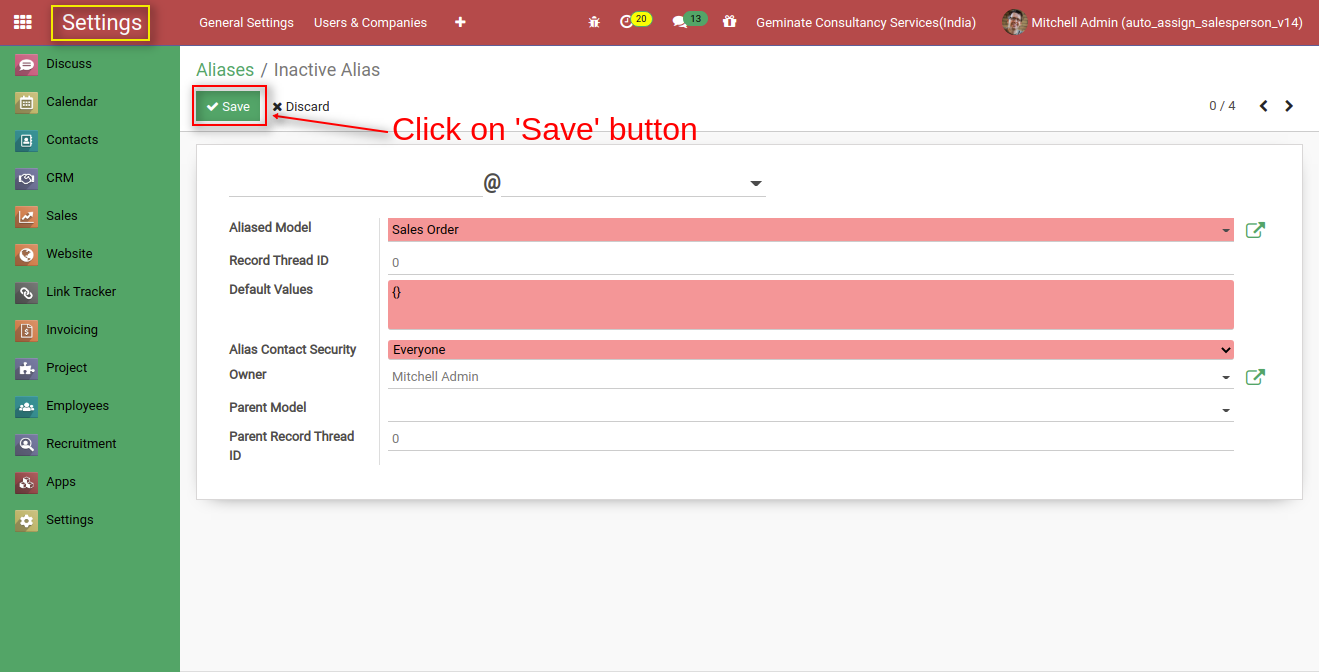 Settings General Settings Users & Companies + 20 13 Geminate Consultancy Services(India) Mitchell Admin (auto_assign_salesperson_v14)
Discuss
Calendar
Contacts
CRM
Sales
Website
Link Tracker
Invoicing
Project
Employees
Recruitment
Apps
Settings
Aliases / Inactive Alias
Save Discard 0 / 4
Click on 'Save' button
@
Aliased Model Sales Order
Record Thread ID 0
Default Values {}
Alias Contact Security Everyone
Owner Mitchell Admin
Parent Model
Parent Record Thread 0
ID